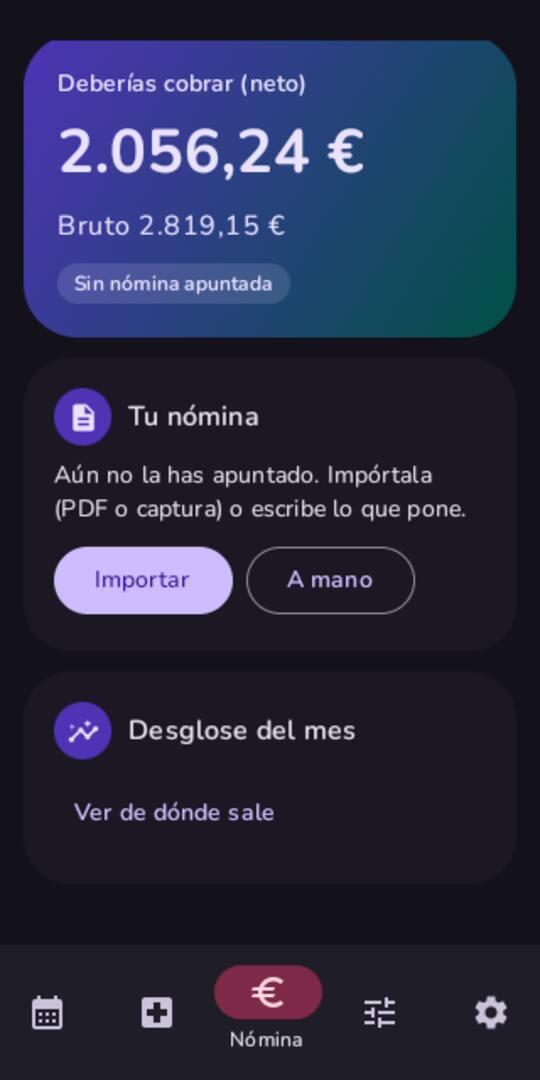 Deberías cobrar (neto)
2.056,24 €
Bruto 2.819,15 €
Sin nómina apuntada
Tu nómina
Aún no la has apuntado. Impórtala
(PDF o captura) o escribe lo que pone.
Importar
A mano
Desglose del mes
Ver de dónde sale
€
Nómina